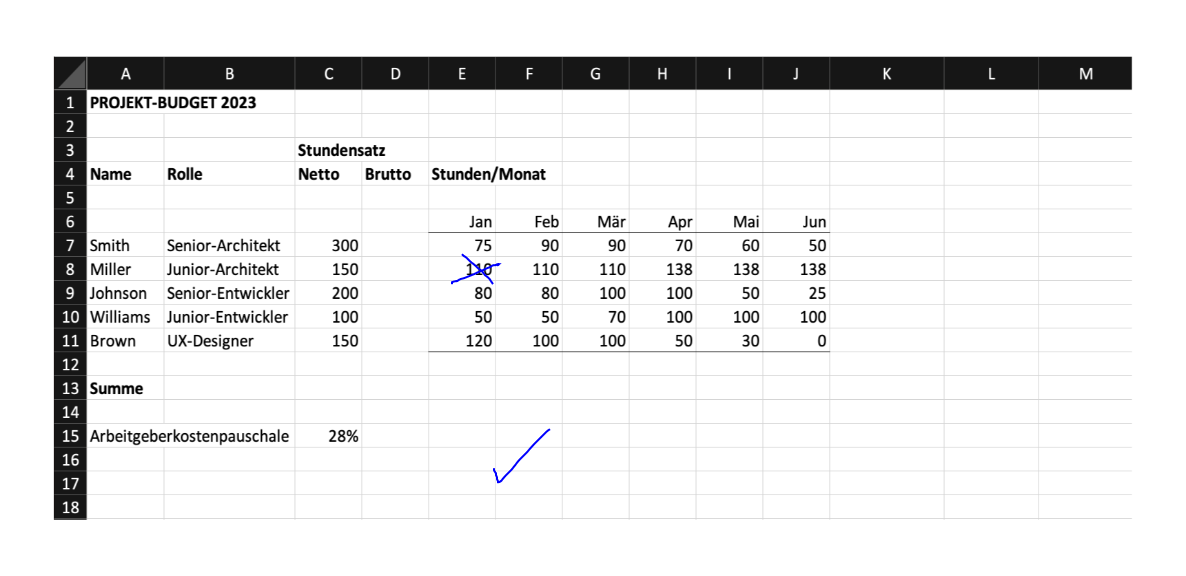 A B C D E F G H I J K L M
1 PROJEKT-BUDGET 2023
2
3 Stundensatz
4 Name Rolle Netto Brutto Stunden/Monat
5
6 Jan Feb Mär Apr Mai Jun
7 Smith Senior-Architekt 300 75 90 90 70 60 50
8 Miller Junior-Architekt 150 110 110 110 138 138 138
9 Johnson Senior-Entwickler 200 80 80 100 100 50 25
10 Williams Junior-Entwickler 100 50 50 70 100 100 100
11 Brown UX-Designer 150 120 100 100 50 30 0
12
13 Summe
14
15 Arbeitgeberkostenpauschale 28%
16
17
18